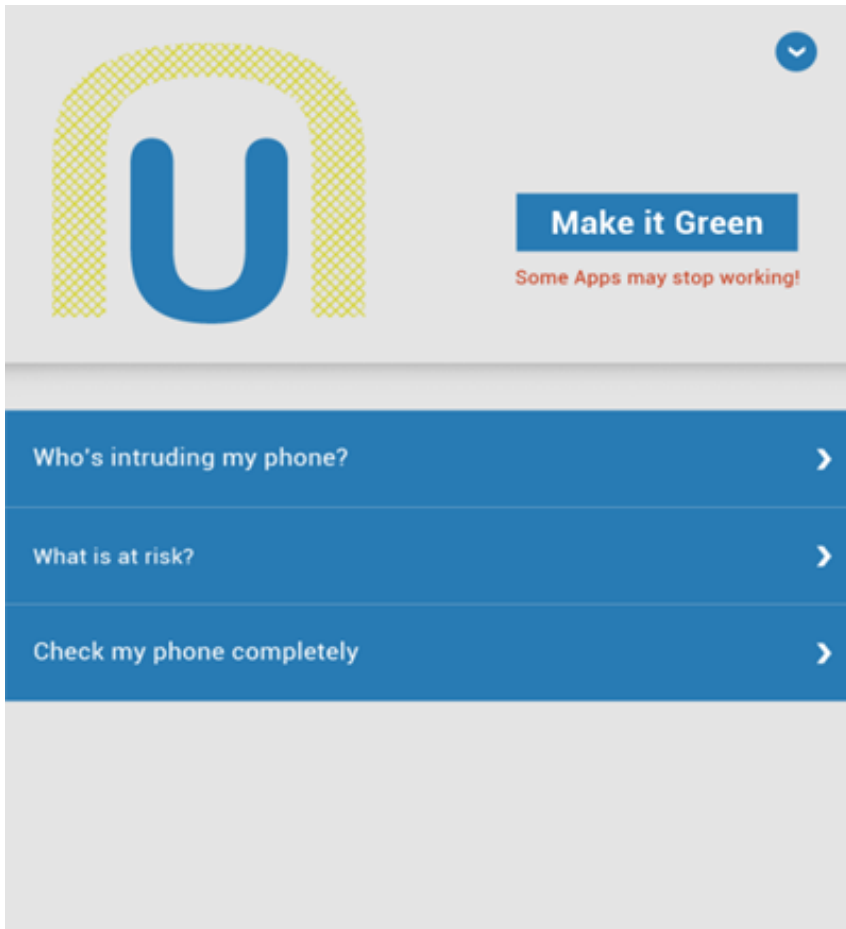 U
Make it Green
Some Apps may stop working!
Who's intruding my phone?
What is at risk?
Check my phone completely